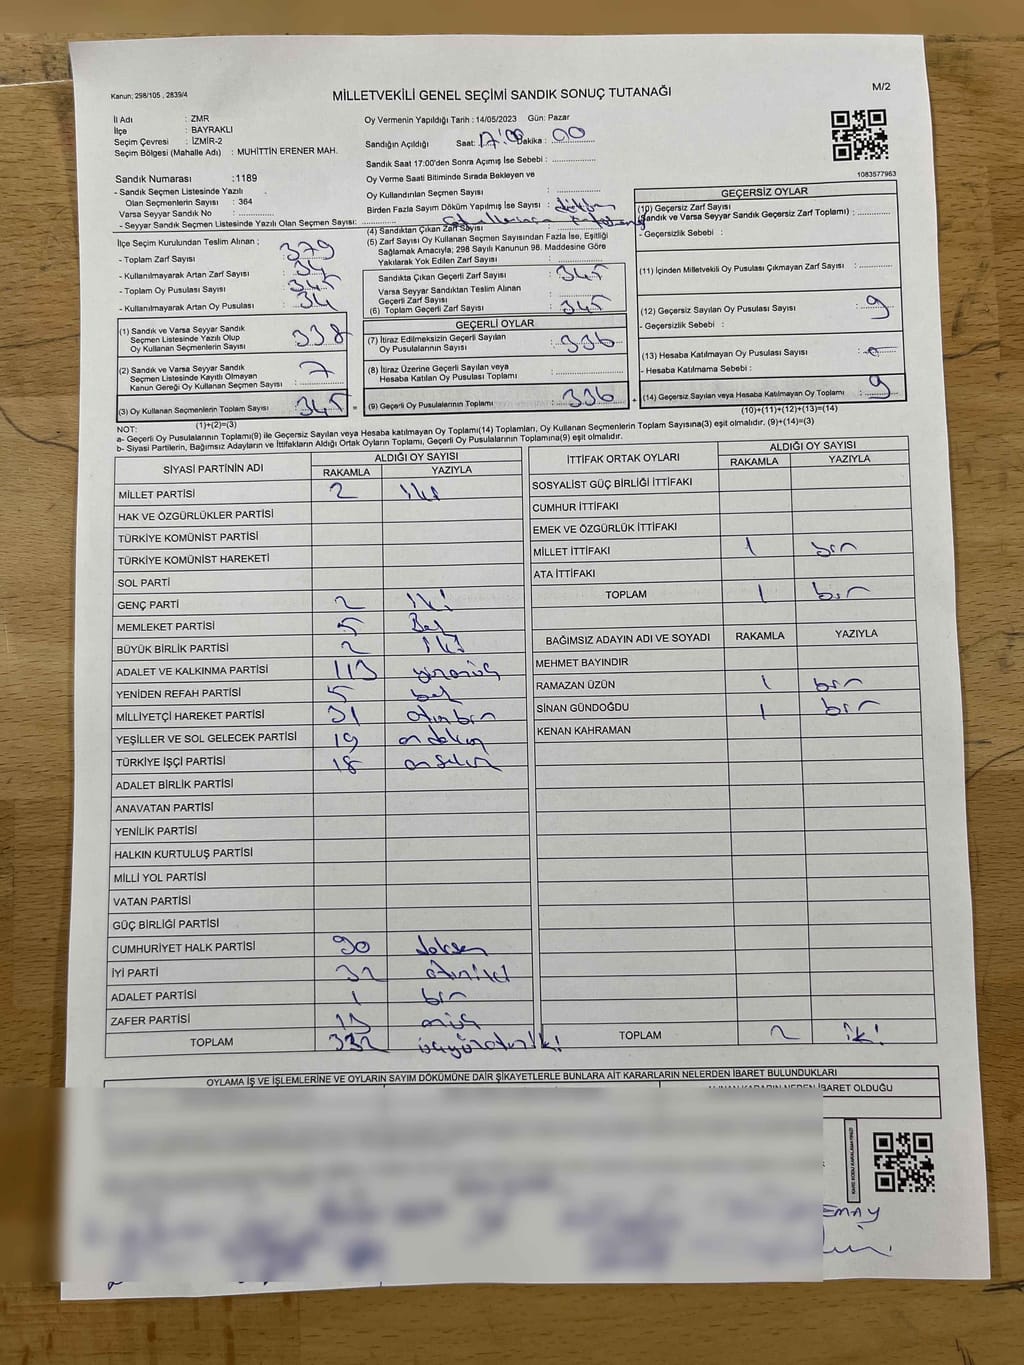 Kanun; 298/105 , 2839/4
MİLLETVEKİLİ GENEL SEÇİMİ SANDIK SONUÇ TUTANAĞI
M/2
İl Adı : ZMR
İlçe : BAYRAKLI
Seçim Çevresi : İZMİR-2
Seçim Bölgesi (Mahalle Adı) : MUHİTTİN ERENER MAH.
Oy Vermenin Yapıldığı Tarih : 14/05/2023 Gün: Pazar
Sandığın Açıldığı Saat: 17:00 Dakika : 00
Sandık Saat 17:00'den Sonra Açımış İse Sebebi :
Oy Verme Saati Bitiminde Sırada Bekleyen ve
Oy Kullandırılan Seçmen Sayısı :
Birden Fazla Sayım Döküm Yapılmış İse Sayısı :
1083577963
Sandık Numarası :1189
- Sandık Seçmen Listesinde Yazılı
Olan Seçmenlerin Sayısı : 364
Varsa Seyyar Sandık No :
- Seyyar Sandık Seçmen Listesinde Yazılı Olan Seçmen Sayısı:
İlçe Seçim Kurulundan Teslim Alınan ;
- Toplam Zarf Sayısı : 379
- Kullanılmayarak Artan Zarf Sayısı : 34
- Toplam Oy Pusulası Sayısı : 345
- Kullanılmayarak Artan Oy Pusulası : 34
(1) Sandık ve Varsa Seyyar Sandık
Seçmen Listesinde Yazılı Olup
Oy Kullanan Seçmenlerin Sayısı : 338
(2) Sandık ve Varsa Seyyar Sandık
Seçmen Listesinde Kayıtlı Olmayan
Kanun Gereği Oy Kullanan Seçmen Sayısı : 7
(3) Oy Kullanan Seçmenlerin Toplam Sayısı : 345
(1)+(2)=(3)
(4) Sandıktan Çıkan Zarf Sayısı :
(5) Zarf Sayısı Oy Kullanan Seçmen Sayısından Fazla İse, Eşitliği
Sağlamak Amacıyla; 298 Sayılı Kanunun 98. Maddesine Göre
Yakılarak Yok Edilen Zarf Sayısı :
Sandıkta Çıkan Geçerli Zarf Sayısı : 345
Varsa Seyyar Sandıktan Teslim Alınan
Geçerli Zarf Sayısı :
(6) Toplam Geçerli Zarf Sayısı : 345
GEÇERLİ OYLAR
(7) İtiraz Edilmeksizin Geçerli Sayılan
Oy Pusulalarının Sayısı : 336
(8) İtiraz Üzerine Geçerli Sayılan veya
Hesaba Katılan Oy Pusulası Toplamı :
= (9) Geçerli Oy Pusulalarının Toplamı : 336
GEÇERSİZ OYLAR
(10) Geçersiz Zarf Sayısı
(Sandık ve Varsa Seyyar Sandık Geçersiz Zarf Toplamı) :
- Geçersizlik Sebebi :
(11) İçinden Milletvekili Oy Pusulası Çıkmayan Zarf Sayısı :
(12) Geçersiz Sayılan Oy Pusulası Sayısı : 9
- Geçersizlik Sebebi :
(13) Hesaba Katılmayan Oy Pusulası Sayısı :
- Hesaba Katılmama Sebebi :
+ (14) Geçersiz Sayılan veya Hesaba Katılmayan Oy Toplamı : 9
(10)+(11)+(12)+(13)=(14)
NOT:
a- Geçerli Oy Pusulalarının Toplamı(9) ile Geçersiz Sayılan veya Hesaba katılmayan Oy Toplamı(14) Toplamları, Oy Kullanan Seçmenlerin Toplam Sayısına(3) eşit olmalıdır. (9)+(14)=(3)
b- Siyasi Partilerin, Bağımsız Adayların ve İttifakların Aldığı Ortak Oyların Toplamı, Geçerli Oy Pusulalarının Toplamına(9) eşit olmalıdır.
SİYASİ PARTİNİN ADI ALDIĞI OY SAYISI
RAKAMLA YAZIYLA
MİLLET PARTİSİ 2 iki
HAK VE ÖZGÜRLÜKLER PARTİSİ
TÜRKİYE KOMÜNİST PARTİSİ
TÜRKİYE KOMÜNİST HAREKETİ
SOL PARTİ
GENÇ PARTİ 2 iki
MEMLEKET PARTİSİ 5 Beş
BÜYÜK BİRLİK PARTİSİ 2 iki
ADALET VE KALKINMA PARTİSİ 113 yüzonüç
YENİDEN REFAH PARTİSİ 5 beş
MİLLİYETÇİ HAREKET PARTİSİ 31 otuzbir
YEŞİLLER VE SOL GELECEK PARTİSİ 19 ondokuz
TÜRKİYE İŞÇİ PARTİSİ 18 onsekiz
ADALET BİRLİK PARTİSİ
ANAVATAN PARTİSİ
YENİLİK PARTİSİ
HALKIN KURTULUŞ PARTİSİ
MİLLİ YOL PARTİSİ
VATAN PARTİSİ
GÜÇ BİRLİĞİ PARTİSİ
CUMHURİYET HALK PARTİSİ 90 doksan
İYİ PARTİ 32 otuziki
ADALET PARTİSİ 1 bir
ZAFER PARTİSİ 13 onüç
TOPLAM 332 üçyüzotuziki
İTTİFAK ORTAK OYLARI ALDIĞI OY SAYISI
RAKAMLA YAZIYLA
SOSYALİST GÜÇ BİRLİĞİ İTTİFAKI
CUMHUR İTTİFAKI
EMEK VE ÖZGÜRLÜK İTTİFAKI
MİLLET İTTİFAKI 1 bir
ATA İTTİFAKI
TOPLAM 1 bir
BAĞIMSIZ ADAYIN ADI VE SOYADI RAKAMLA YAZIYLA
MEHMET BAYINDIR
RAMAZAN ÜZÜN 1 bir
SİNAN GÜNDOĞDU 1 bir
KENAN KAHRAMAN
TOPLAM 2 iki
OYLAMA İŞ VE İŞLEMLERİNE VE OYLARIN SAYIM DÖKÜMÜNE DAİR ŞİKAYETLERLE BUNLARA AİT KARARLARIN NELERDEN İBARET BULUNDUKLARI
İBARET OLDUĞU